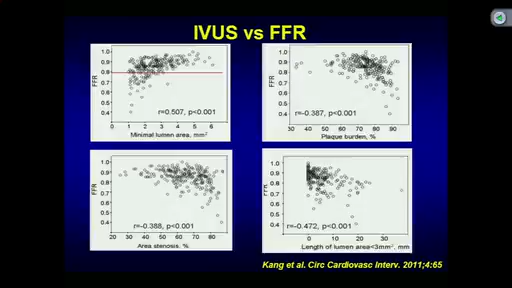 IVUS vs FFR
FFR
1.0
0.9
0.8
0.7
0.6
0.5
0.4
r=0.507, p<0.001
0 1 2 3 4 5 6
Minimal lumen area, mm²
FFR
1.0
0.9
0.8
0.7
0.6
0.5
0.4
r=-0.387, p<0.001
30 40 50 60 70 80 90
Plaque burden, %
FFR
1.0
0.9
0.8
0.7
0.6
0.5
0.4
r=-0.388, p<0.001
20 30 40 50 60 70 80
Area stenosis, %
FFR
1.0
0.9
0.8
0.7
0.6
0.5
0.4
r=-0.472, p<0.001
0 10 20 30
Length of lumen area<3mm², mm
Kang et al. Circ Cardiovasc Interv. 2011;4:65